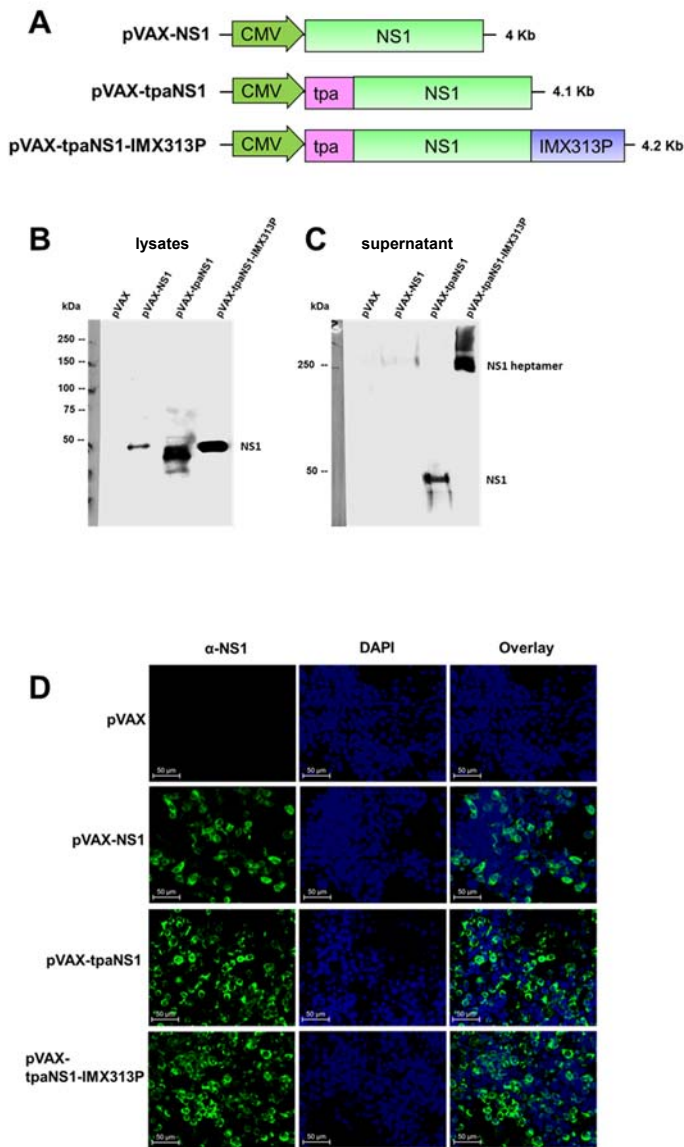 A
pVAX-NS1
CMV
NS1
4 Kb
pVAX-tpaNS1
CMV
tpa
NS1
4.1 Kb
pVAX-tpaNS1-IMX313P
CMV
tpa
NS1
IMX313P
4.2 Kb
B
lysates
kDa
pVAX
pVAX-NS1
pVAX-tpaNS1
pVAX-tpaNS1-IMX313P
250 --
150 --
100 --
75 --
50 --
NS1
C
supernatant
kDa
pVAX
pVAX-NS1
pVAX-tpaNS1
pVAX-tpaNS1-IMX313P
250 --
NS1 heptamer
50 --
NS1
D
α-NS1
DAPI
Overlay
pVAX
50 µm
50 µm
50 µm
pVAX-NS1
50 µm
50 µm
50 µm
pVAX-tpaNS1
50 µm
50 µm
50 µm
pVAX-
tpaNS1-IMX313P
50 µm
50 µm
50 µm